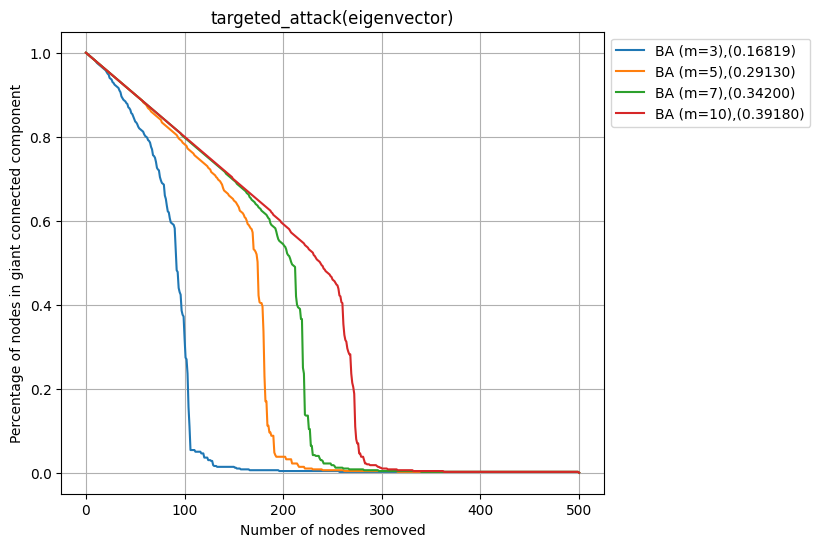 targeted_attack(eigenvector)
BA (m=3),(0.16819)
BA (m=5),(0.29130)
BA (m=7),(0.34200)
BA (m=10),(0.39180)
Percentage of nodes in giant connected component
1.0
0.8
0.6
0.4
0.2
0.0
0 100 200 300 400 500
Number of nodes removed